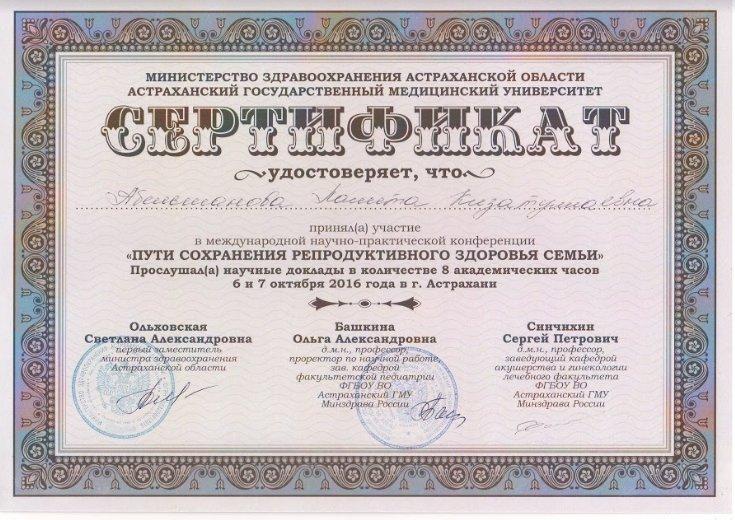 МИНИСТЕРСТВО ЗДРАВООХРАНЕНИЯ АСТРАХАНСКОЙ ОБЛАСТИ
АСТРАХАНСКИЙ ГОСУДАРСТВЕННЫЙ МЕДИЦИНСКИЙ УНИВЕРСИТЕТ
СЕРТИФИКАТ
удостоверяет, что
принял(а) участие
в международной научно-практической конференции
«ПУТИ СОХРАНЕНИЯ РЕПРОДУКТИВНОГО ЗДОРОВЬЯ СЕМЬИ»
Прослушал(а) научные доклады в количестве 8 академических часов
6 и 7 октября 2016 года в г. Астрахани
Ольховская
Светлана Александровна
первый заместитель
министра здравоохранения
Астраханской области
Башкина
Ольга Александровна
д.м.н., профессор,
проректор по научной работе,
зав. кафедрой
факультетской педиатрии
ФГБОУ ВО
Астраханский ГМУ
Минздрава России
Синчихин
Сергей Петрович
д.м.н., профессор,
заведующий кафедрой
акушерства и гинекологии
лечебного факультета
ФГБОУ ВО
Астраханский ГМУ
Минздрава России